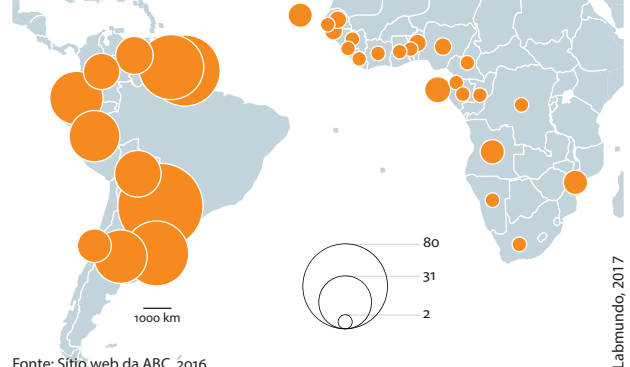 80
31
2
1000 km
Fonte: Sítio web da ABC, 2016
Labmundo, 2017